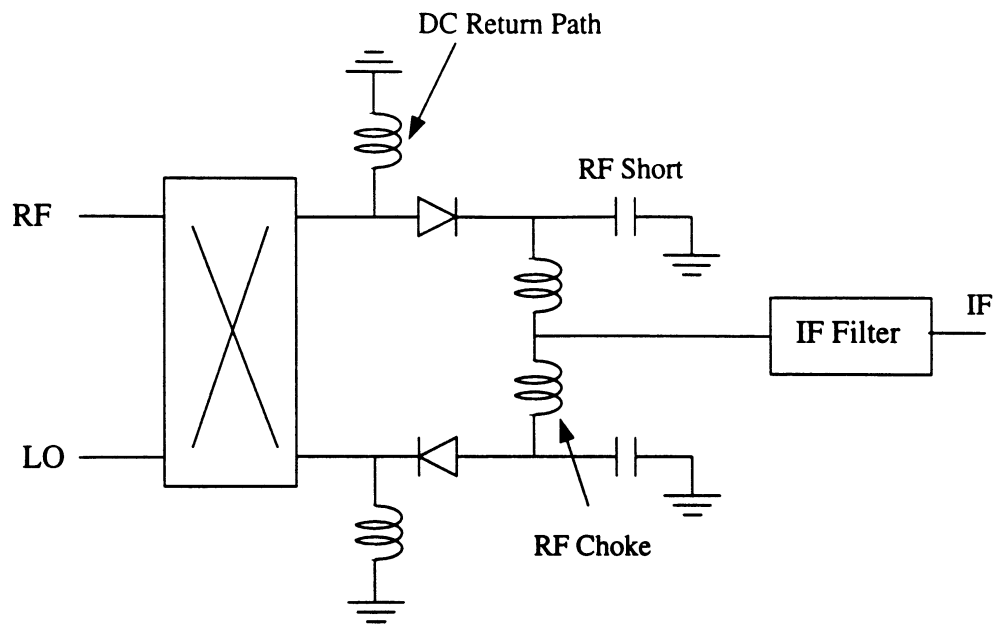 DC Return Path
RF Short
RF
IF
IF Filter
LO
RF Choke